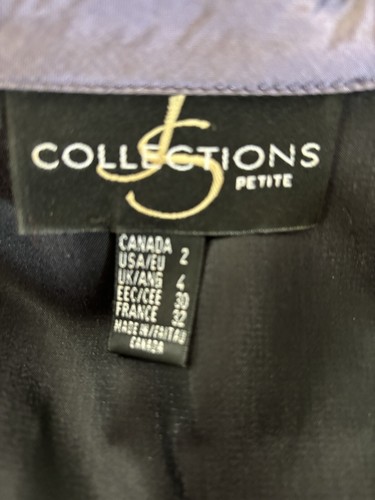 JS
COLLECTIONS
PETITE
CANADA 2
USA/EU
UK/ANG 4
EEC/CEE 30
FRANCE 32
MADE IN/FAIT AU
CANADA